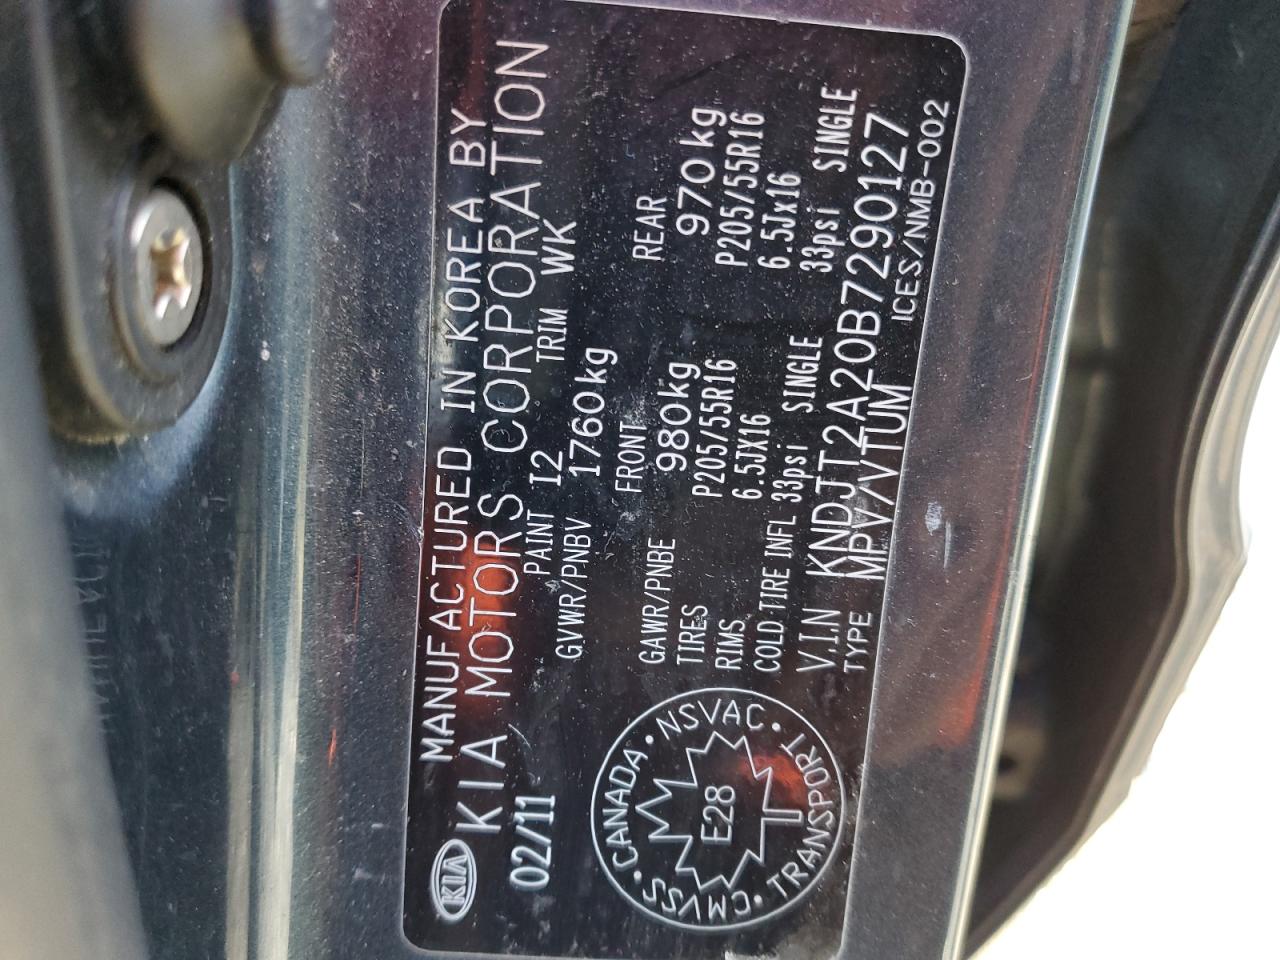 KIA MANUFACTURED IN KOREA BY
KIA MOTORS CORPORATION
02/11 PAINT I2 TRIM WK
GVWR/PNBV 1760kg
FRONT REAR
GAWR/PNBE 980kg 970kg
TIRES P205/55R16 P205/55R16
RIMS 6.5JX16 6.5Jx16
COLD TIRE INFL 33psi SINGLE 33psi SINGLE
V.I.N KNDJT2A20B7290127
TYPE MPV/VTUM ICES/NMB-002
CANADA · NSVAC · TRANSPORT · CMVSS
E28